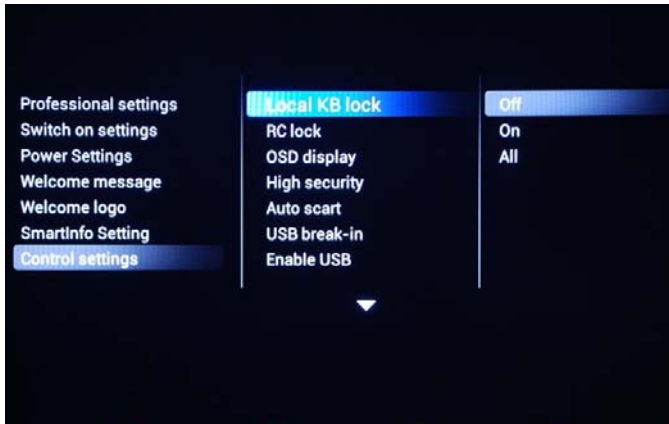 Professional settings
Switch on settings
Power Settings
Welcome message
Welcome logo
SmartInfo Setting
Control settings
Local KB lock
RC lock
OSD display
High security
Auto scart
USB break-in
Enable USB
Off
On
All